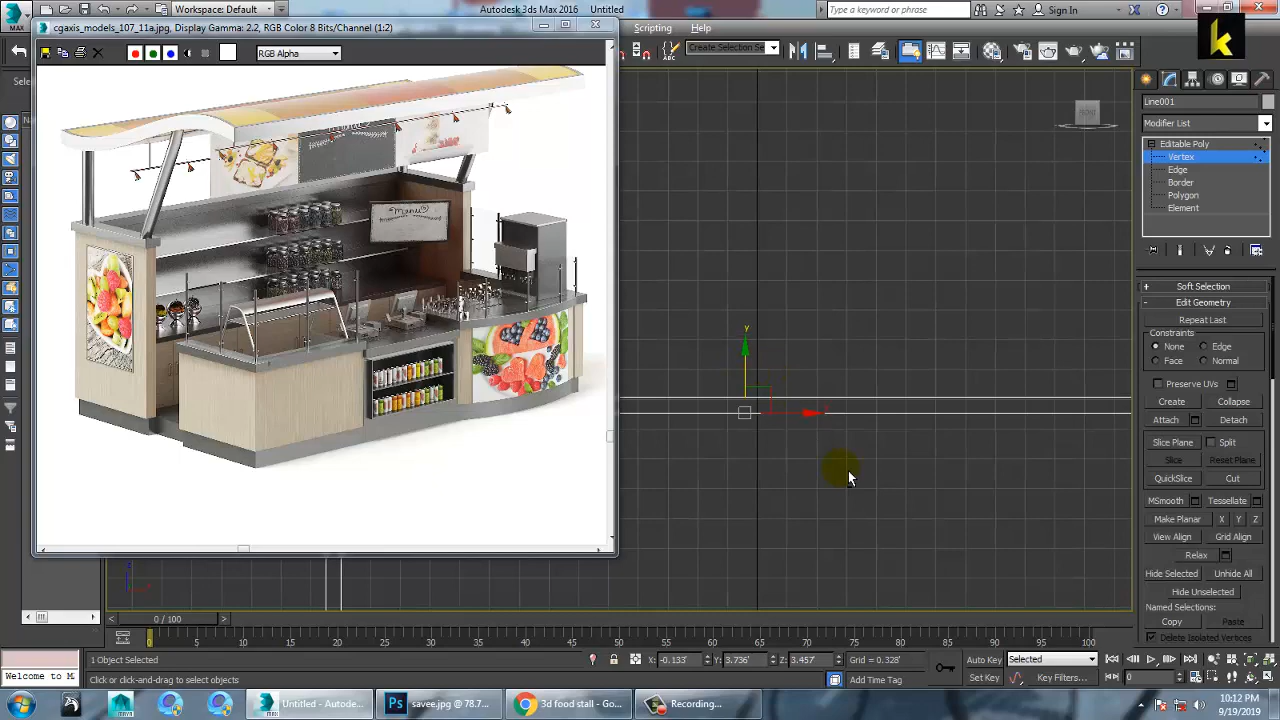 Workspace: Default
Autodesk 3ds Max 2016
Untitled
Type a keyword or phrase
Sign In
cgaxis_models_107_11a.jpg, Display Gamma: 2.2, RGB Color 8 Bits/Channel (1:2)
Scripting
Help
RGB Alpha
Create Selection Se
Menu
FRONT
y
Line001
Modifier List
Editable Poly
Vertex
Edge
Border
Polygon
Element
Soft Selection
Edit Geometry
Repeat Last
Constraints
None
Edge
Face
Normal
Preserve UVs
Create
Collapse
Attach
Detach
Slice Plane
Split
Slice
Reset Plane
QuickSlice
Cut
MSmooth
Tessellate
Make Planar
X
Y
Z
View Align
Grid Align
Relax
Hide Selected
Unhide All
Hide Unselected
Named Selections:
Copy
Paste
Delete Isolated Vertices
0 / 100
0 5 10 15 20 25 30 35 40 45 50 55 60 65 70 75 80 85 90 95 100
1 Object Selected
X: -0.133'
Y: 3.736'
Z: 3.457'
Grid = 0.328'
Auto Key
Selected
Welcome to M
Click or click-and-drag to select objects
Add Time Tag
Set Key
Key Filters...
0
Untitled - Autode...
savee.jpg @ 78.7...
3d food stall - Go...
Recording...
10:12 PM
9/19/2019